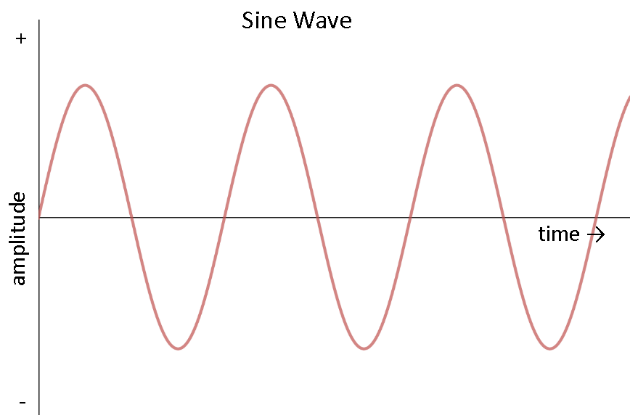 Sine Wave
+
amplitude
time →
-